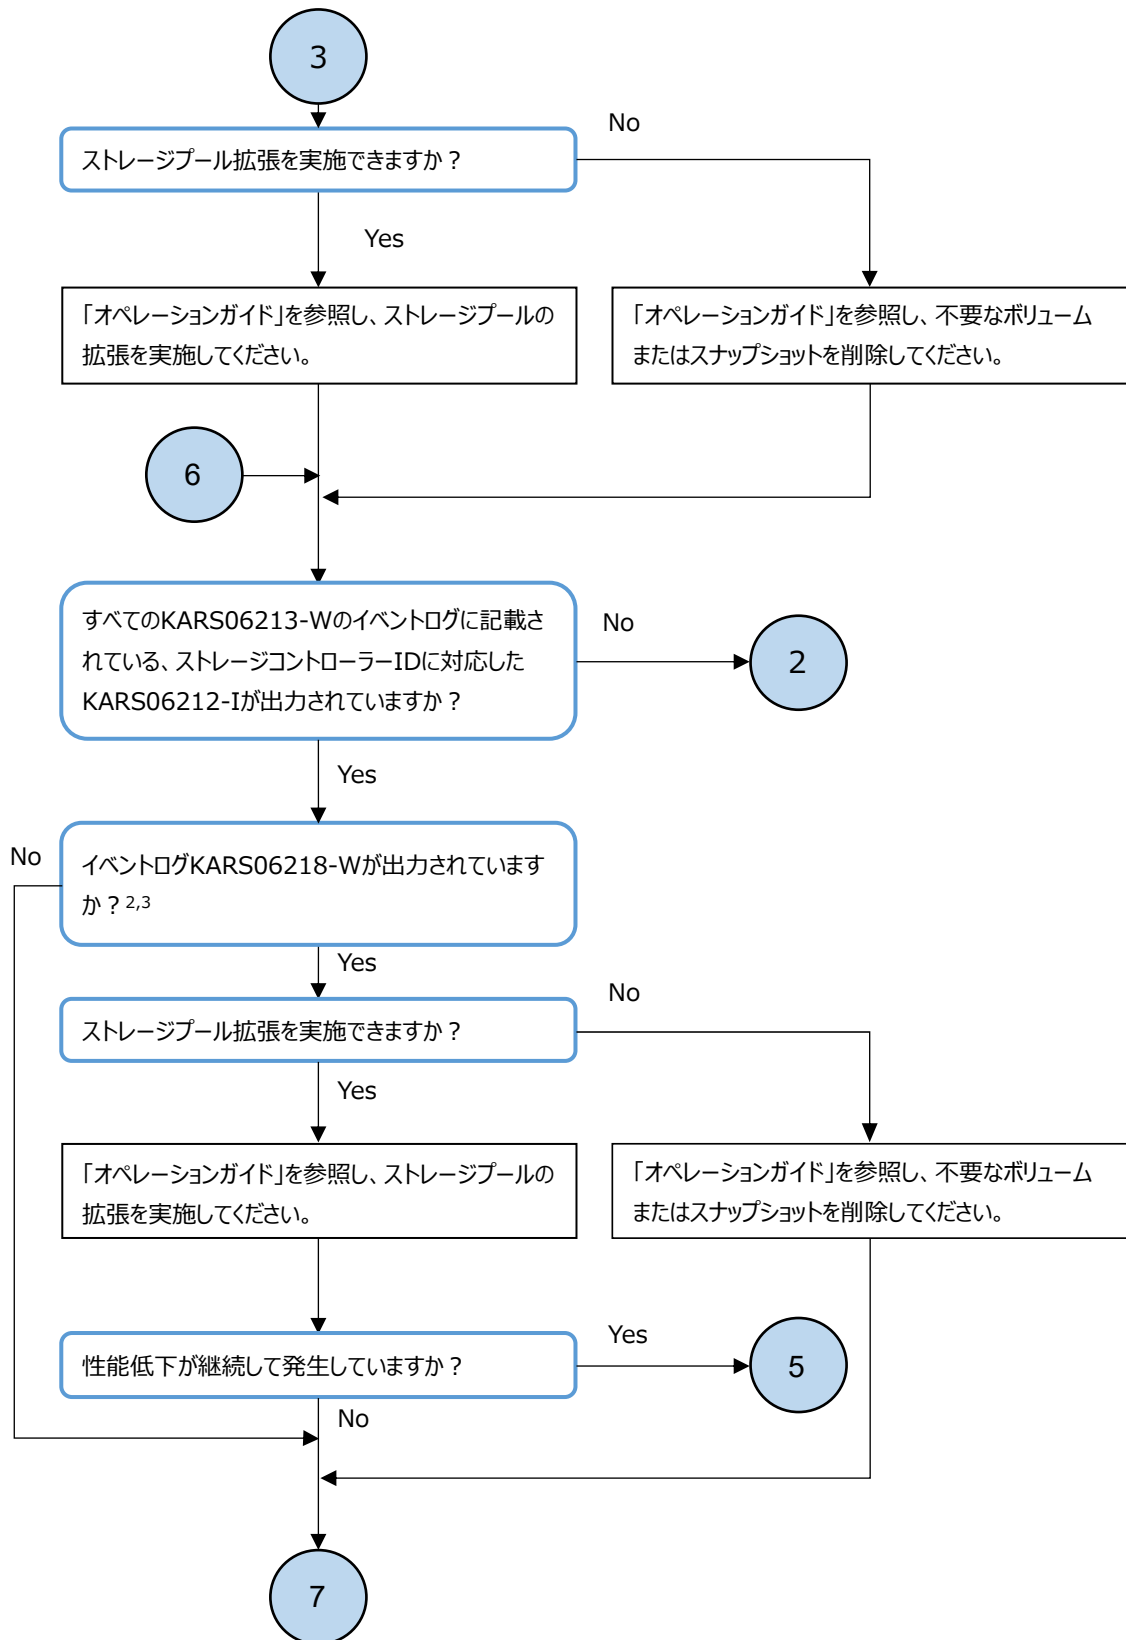 3
No
ストレージプール拡張を実施できますか？
Yes
「オペレーションガイド」を参照し、ストレージプールの
拡張を実施してください。
「オペレーションガイド」を参照し、不要なボリューム
またはスナップショットを削除してください。
6
すべてのKARS06213-Wのイベントログに記載さ
れている、ストレージコントローラーIDに対応した
KARS06212-Iが出力されていますか？
No
2
Yes
No
イベントログKARS06218-Wが出力されています
か？2,3
Yes
No
ストレージプール拡張を実施できますか？
Yes
「オペレーションガイド」を参照し、ストレージプールの
拡張を実施してください。
「オペレーションガイド」を参照し、不要なボリューム
またはスナップショットを削除してください。
性能低下が継続して発生していますか？
Yes
5
No
7